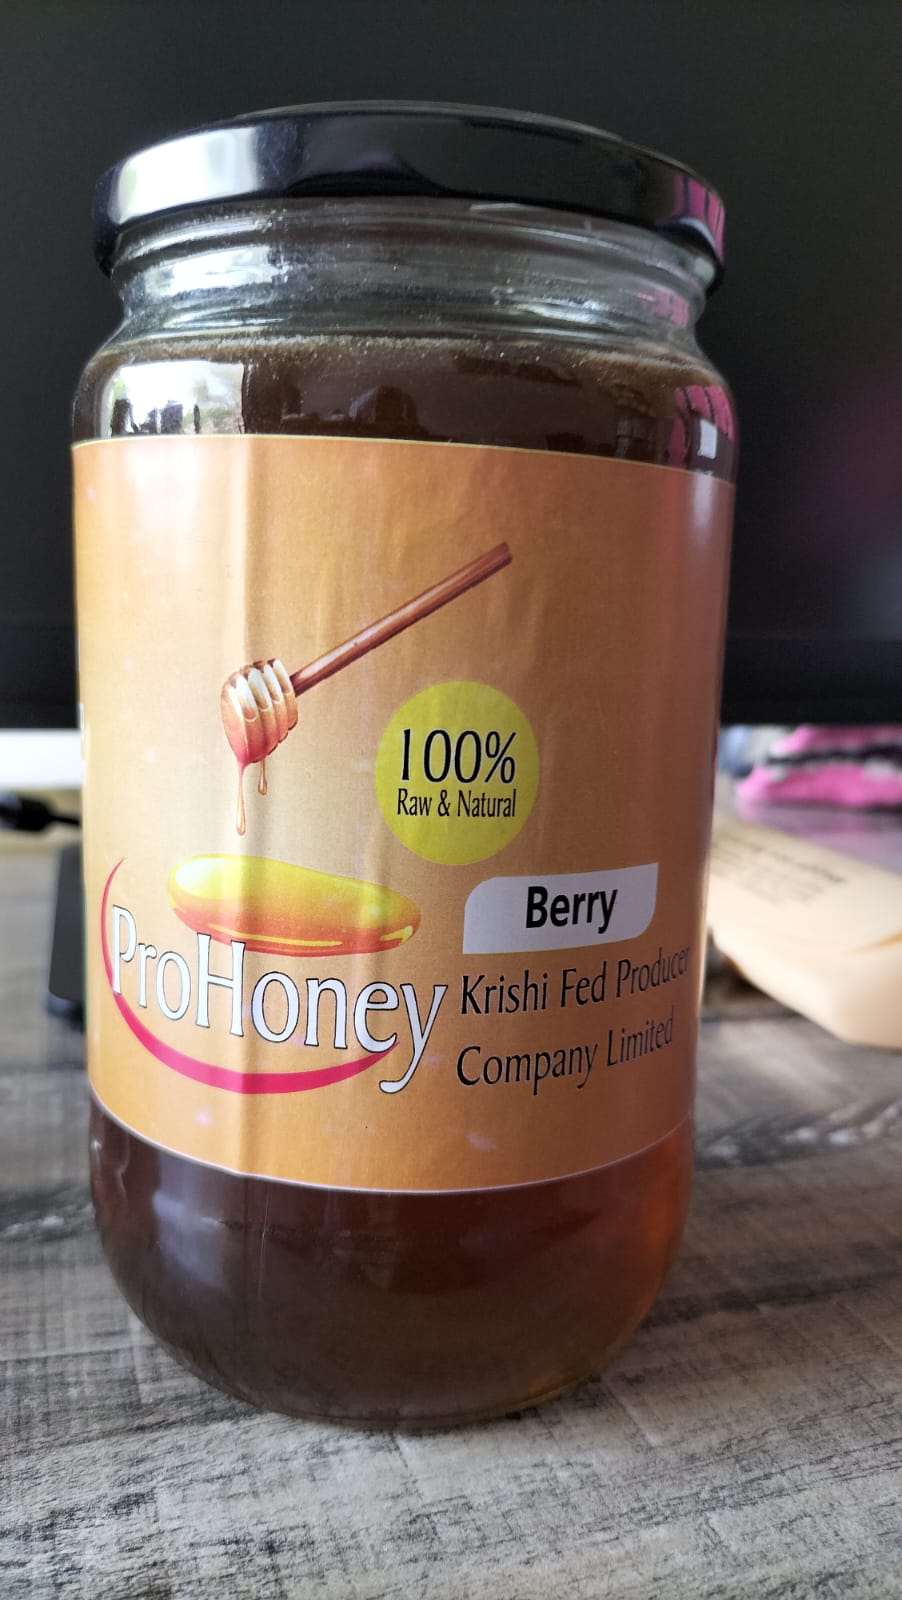 100%
Raw & Natural
Berry
ProHoney
Krishi Fed Producer
Company Limited